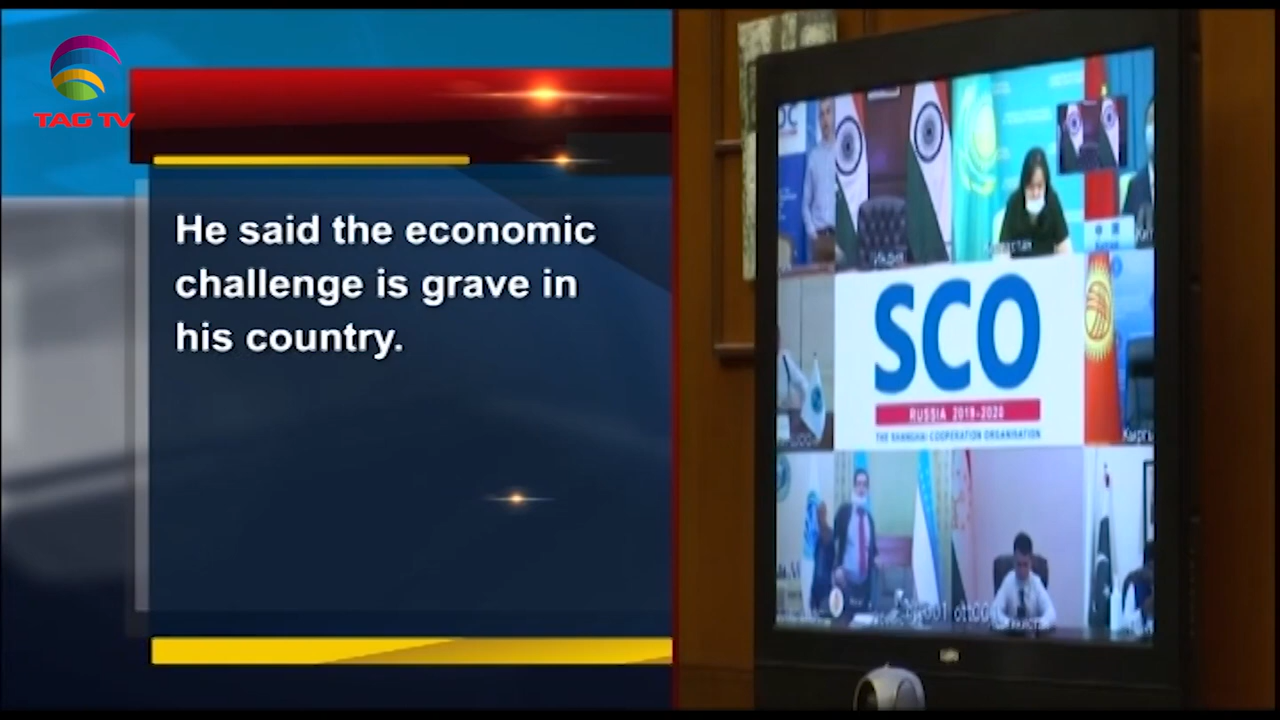 TAG TV
He said the economic
challenge is grave in
his country.
SCO
RUSSIA 2019-2020
THE SHANGHAI COOPERATION ORGANISATION